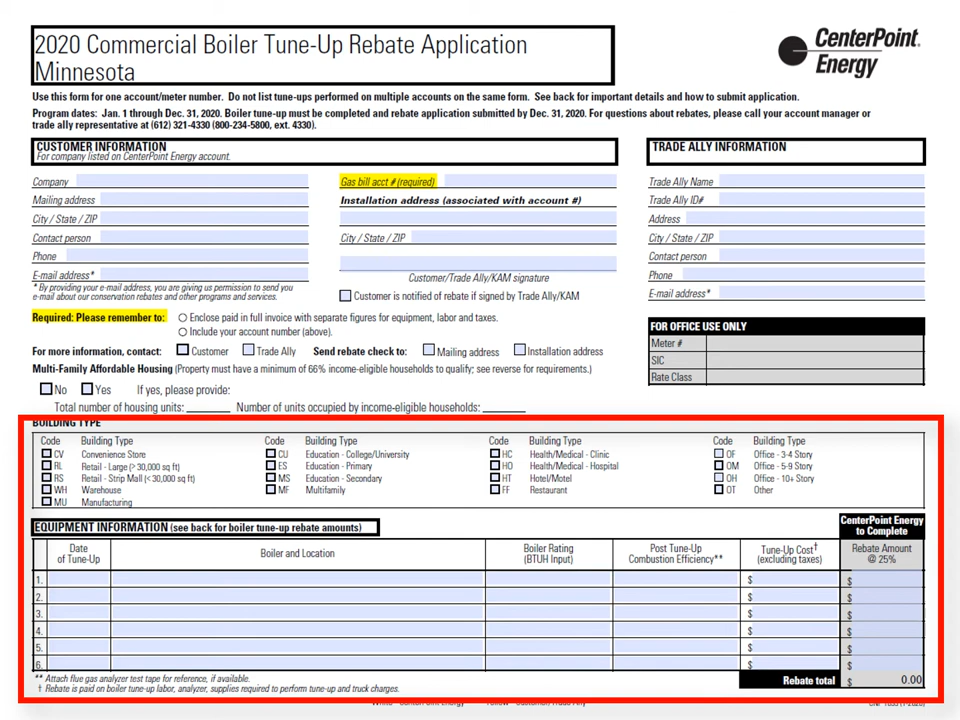 2020 Commercial Boiler Tune-Up Rebate Application
Minnesota
CenterPoint.
Energy
Use this form for one account/meter number. Do not list tune-ups performed on multiple accounts on the same form. See back for important details and how to submit application.
Program dates: Jan. 1 through Dec. 31, 2020. Boiler tune-up must be completed and rebate application submitted by Dec. 31, 2020. For questions about rebates, please call your account manager or
trade ally representative at (612) 321-4330 (800-234-5800, ext. 4330).
CUSTOMER INFORMATION
For company listed on CenterPoint Energy account.
TRADE ALLY INFORMATION
Company
Gas bill acct # (required)
Trade Ally Name
Mailing address
Installation address (associated with account #)
Trade Ally ID#
City / State / ZIP
Address
Contact person
City / State / ZIP
City / State / ZIP
Phone
Contact person
E-mail address*
Customer/Trade Ally/KAM signature
Phone
* By providing your e-mail address, you are giving us permission to send you
e-mail about our conservation rebates and other programs and services.
Customer is notified of rebate if signed by Trade Ally/KAM
E-mail address*
Required: Please remember to:
Enclose paid in full invoice with separate figures for equipment, labor and taxes.
Include your account number (above).
FOR OFFICE USE ONLY
Meter #
SIC
Rate Class
For more information, contact: Customer Trade Ally Send rebate check to: Mailing address Installation address
Multi-Family Affordable Housing (Property must have a minimum of 66% income-eligible households to qualify; see reverse for requirements.)
No Yes If yes, please provide:
Total number of housing units: Number of units occupied by income-eligible households:
BUILDING TYPE
Code Building Type Code Building Type Code Building Type Code Building Type
CV Convenience Store CU Education - College/University HC Health/Medical - Clinic OF Office - 3-4 Story
RL Retail - Large (> 30,000 sq ft) ES Education - Primary HO Health/Medical - Hospital OM Office - 5-9 Story
RS Retail - Strip Mall (< 30,000 sq ft) MS Education - Secondary HT Hotel/Motel OH Office - 10+ Story
WH Warehouse MF Multifamily FF Restaurant OT Other
MU Manufacturing
EQUIPMENT INFORMATION (see back for boiler tune-up rebate amounts)
CenterPoint Energy
to Complete
Date
of Tune-Up
Boiler and Location
Boiler Rating
(BTUH Input)
Post Tune-Up
Combustion Efficiency**
Tune-Up Cost†
(excluding taxes)
Rebate Amount
@ 25%
1. $ $
2. $ $
3. $ $
4. $ $
5. $ $
6. $ $
** Attach flue gas analyzer test tape for reference, if available.
† Rebate is paid on boiler tune-up labor, analyzer, supplies required to perform tune-up and truck charges.
Rebate total $ 0.00